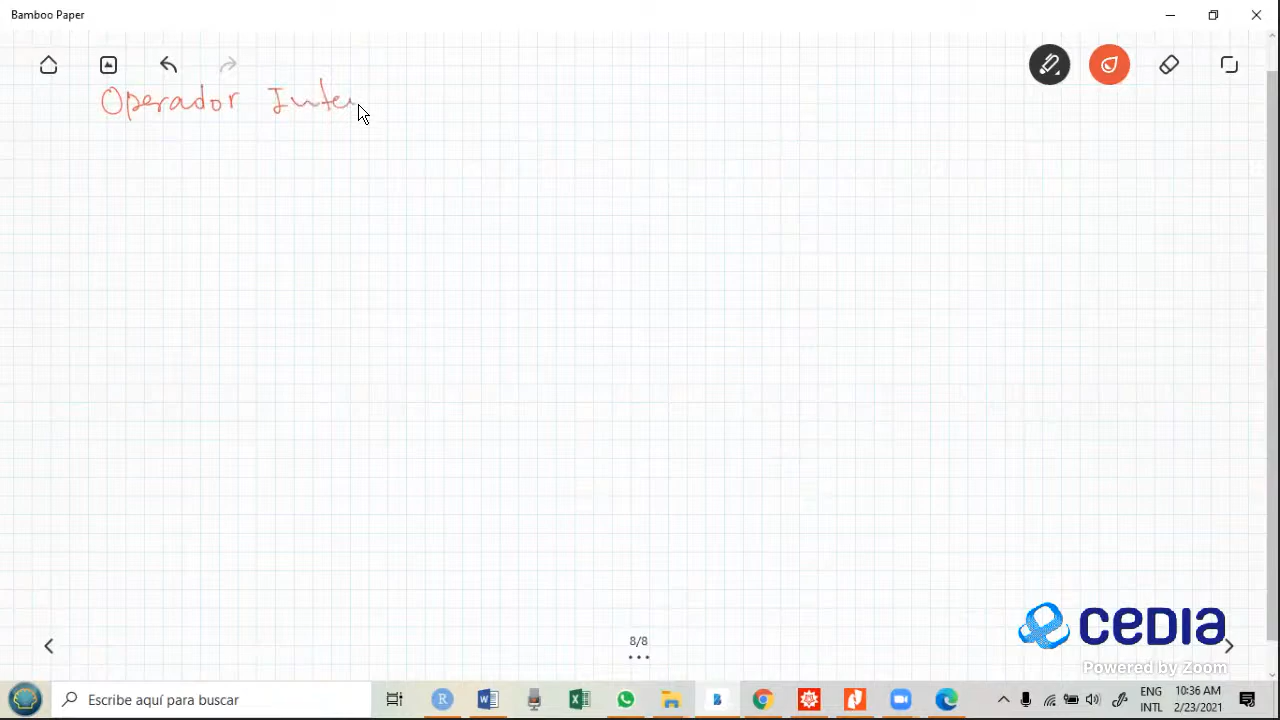 Bamboo Paper
Operador Inte
8/8
cedia
Powered by Zoom
Escribe aquí para buscar
ENG
INTL
10:36 AM
2/23/2021